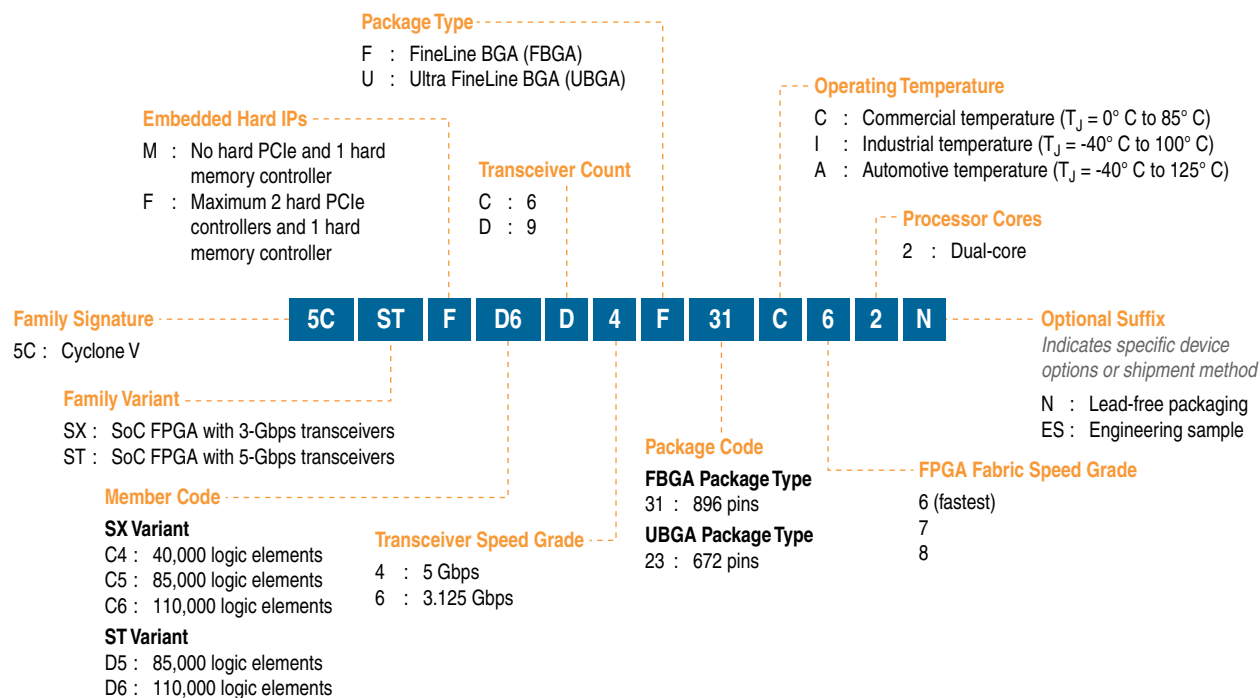 Package Type
F : FineLine BGA (FBGA)
U : Ultra FineLine BGA (UBGA)
Operating Temperature
C : Commercial temperature (TJ = 0° C to 85° C)
I : Industrial temperature (TJ = -40° C to 100° C)
A : Automotive temperature (TJ = -40° C to 125° C)
Embedded Hard IPs
M : No hard PCIe and 1 hard
memory controller
F : Maximum 2 hard PCIe
controllers and 1 hard
memory controller
Transceiver Count
C : 6
D : 9
Processor Cores
2 : Dual-core
5C ST F D6 D 4 F 31 C 6 2 N
Family Signature
5C : Cyclone V
Optional Suffix
Indicates specific device
options or shipment method
N : Lead-free packaging
ES : Engineering sample
Family Variant
SX : SoC FPGA with 3-Gbps transceivers
ST : SoC FPGA with 5-Gbps transceivers
Package Code
FBGA Package Type
31 : 896 pins
UBGA Package Type
23 : 672 pins
FPGA Fabric Speed Grade
6 (fastest)
7
8
Member Code
SX Variant
C4 : 40,000 logic elements
C5 : 85,000 logic elements
C6 : 110,000 logic elements
ST Variant
D5 : 85,000 logic elements
D6 : 110,000 logic elements
Transceiver Speed Grade
4 : 5 Gbps
6 : 3.125 Gbps